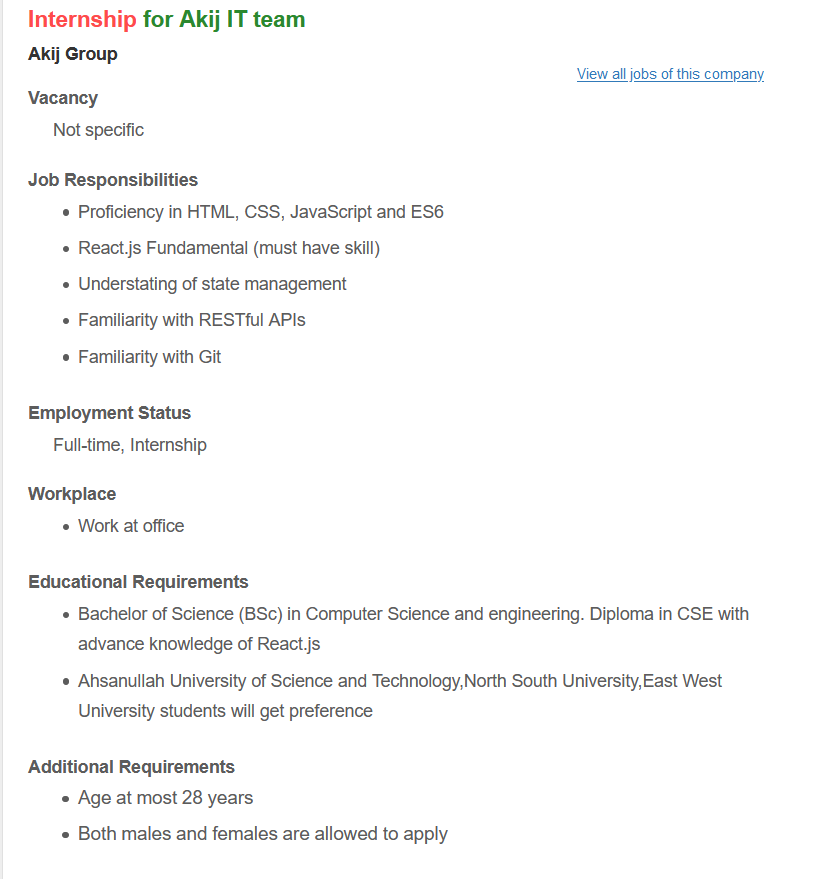 Internship for Akij IT team
Akij Group
View all jobs of this company
Vacancy
Not specific
Job Responsibilities
Proficiency in HTML, CSS, JavaScript and ES6
React.js Fundamental (must have skill)
Understating of state management
Familiarity with RESTful APIs
Familiarity with Git
Employment Status
Full-time, Internship
Workplace
Work at office
Educational Requirements
Bachelor of Science (BSc) in Computer Science and engineering. Diploma in CSE with
advance knowledge of React.js
Ahsanullah University of Science and Technology,North South University,East West
University students will get preference
Additional Requirements
Age at most 28 years
Both males and females are allowed to apply